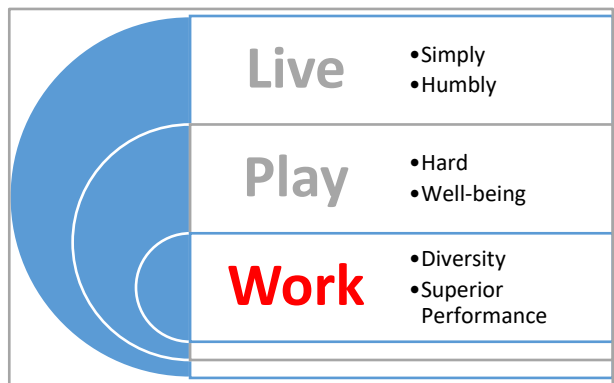 Live
•Simply
•Humbly
Play
•Hard
•Well-being
Work
•Diversity
•Superior
Performance